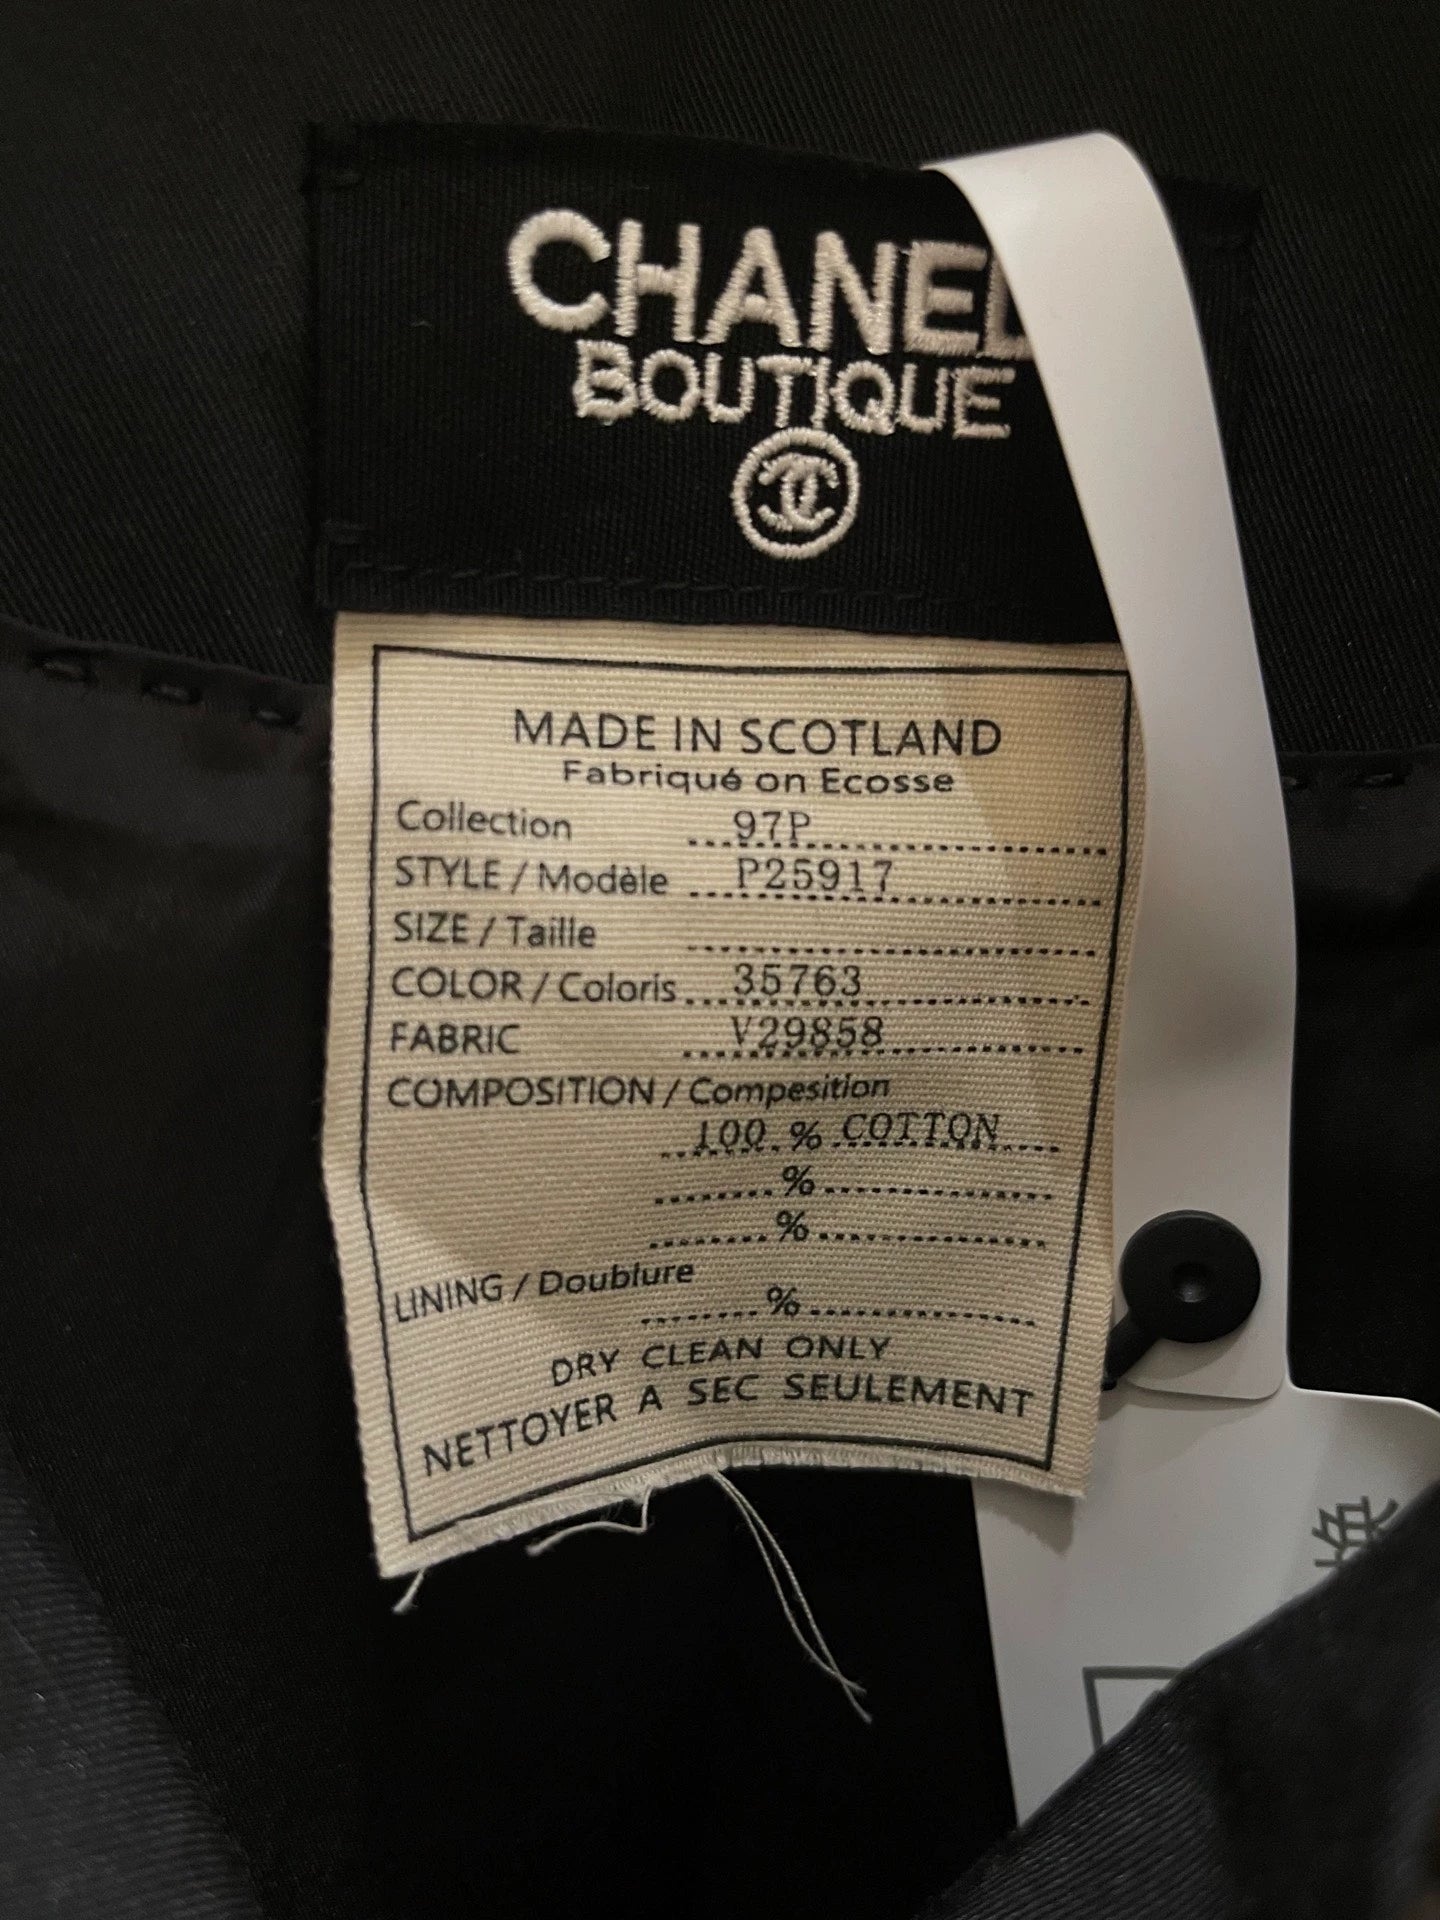 CHANEL
BOUTIQUE
MADE IN SCOTLAND
Fabriqué on Ecosse
Collection 97P
STYLE / Modèle P25917
SIZE / Taille
COLOR / Coloris 35763
FABRIC V29858
COMPOSITION / Compesition
100 % COTTON
%
%
LINING / Doublure
%
DRY CLEAN ONLY
NETTOYER A SEC SEULEMENT